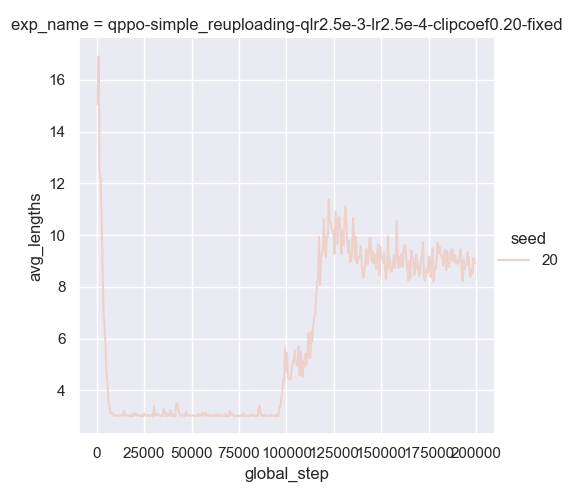 exp_name = qppo-simple_reuploading-qlr2.5e-3-lr2.5e-4-clipcoef0.20-fixed
16
14
12
10
8
6
4
avg_lengths
0 25000 50000 75000 100000 125000 150000 175000 200000
global_step
seed
20